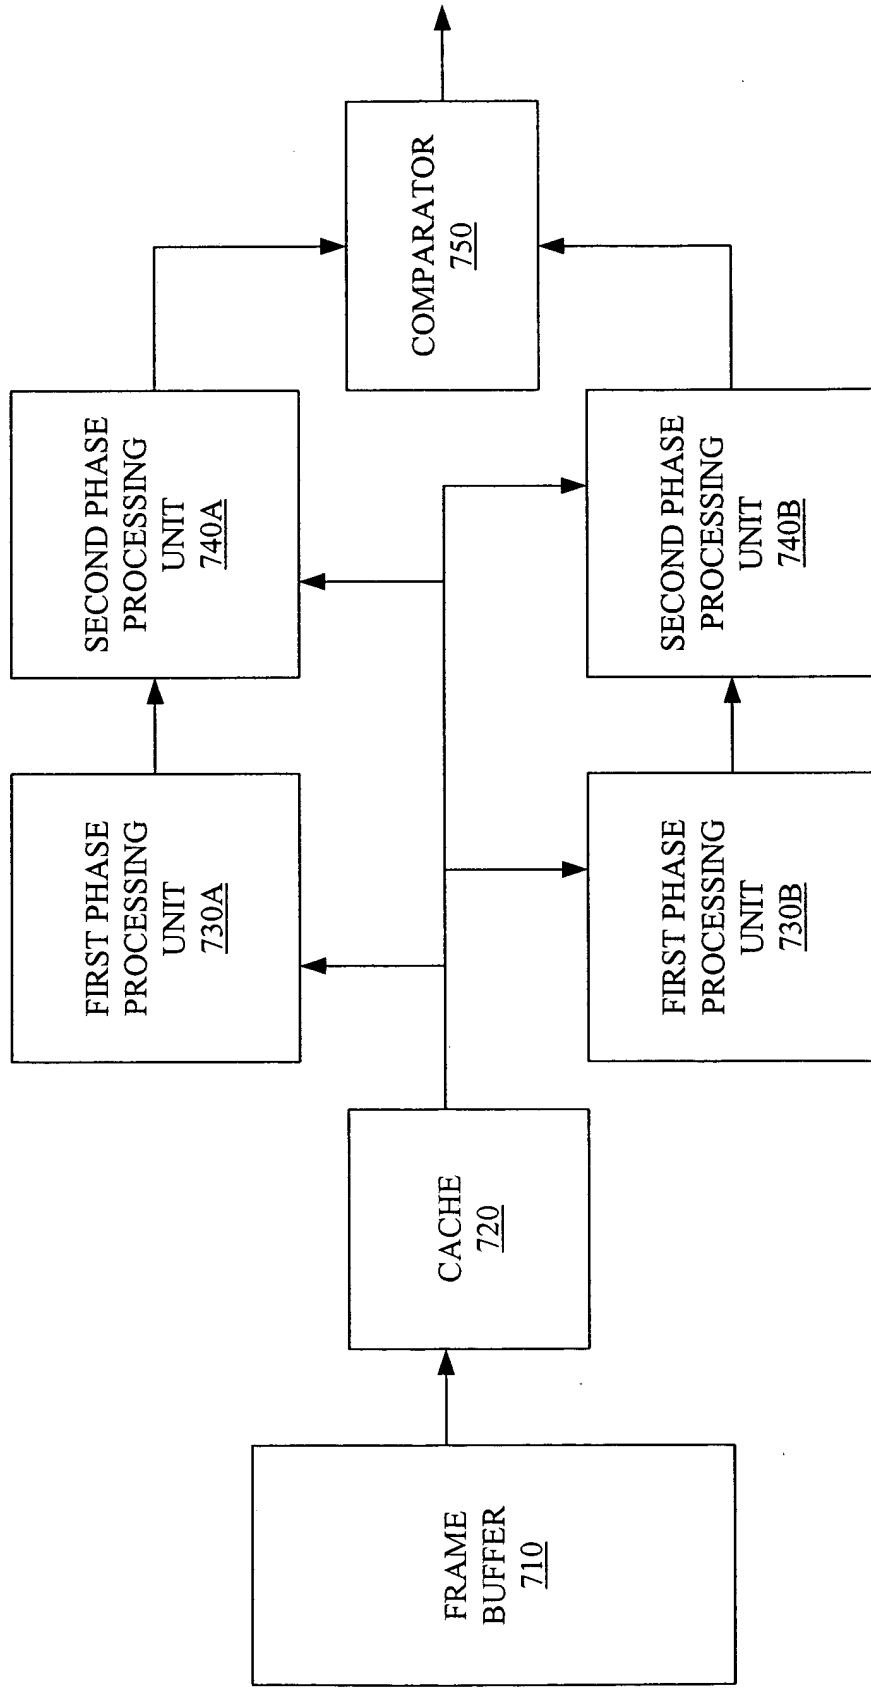 FRAME
BUFFER
710
CACHE
720
FIRST PHASE
PROCESSING
UNIT
730A
SECOND PHASE
PROCESSING
UNIT
740A
FIRST PHASE
PROCESSING
UNIT
730B
SECOND PHASE
PROCESSING
UNIT
740B
COMPARATOR
750